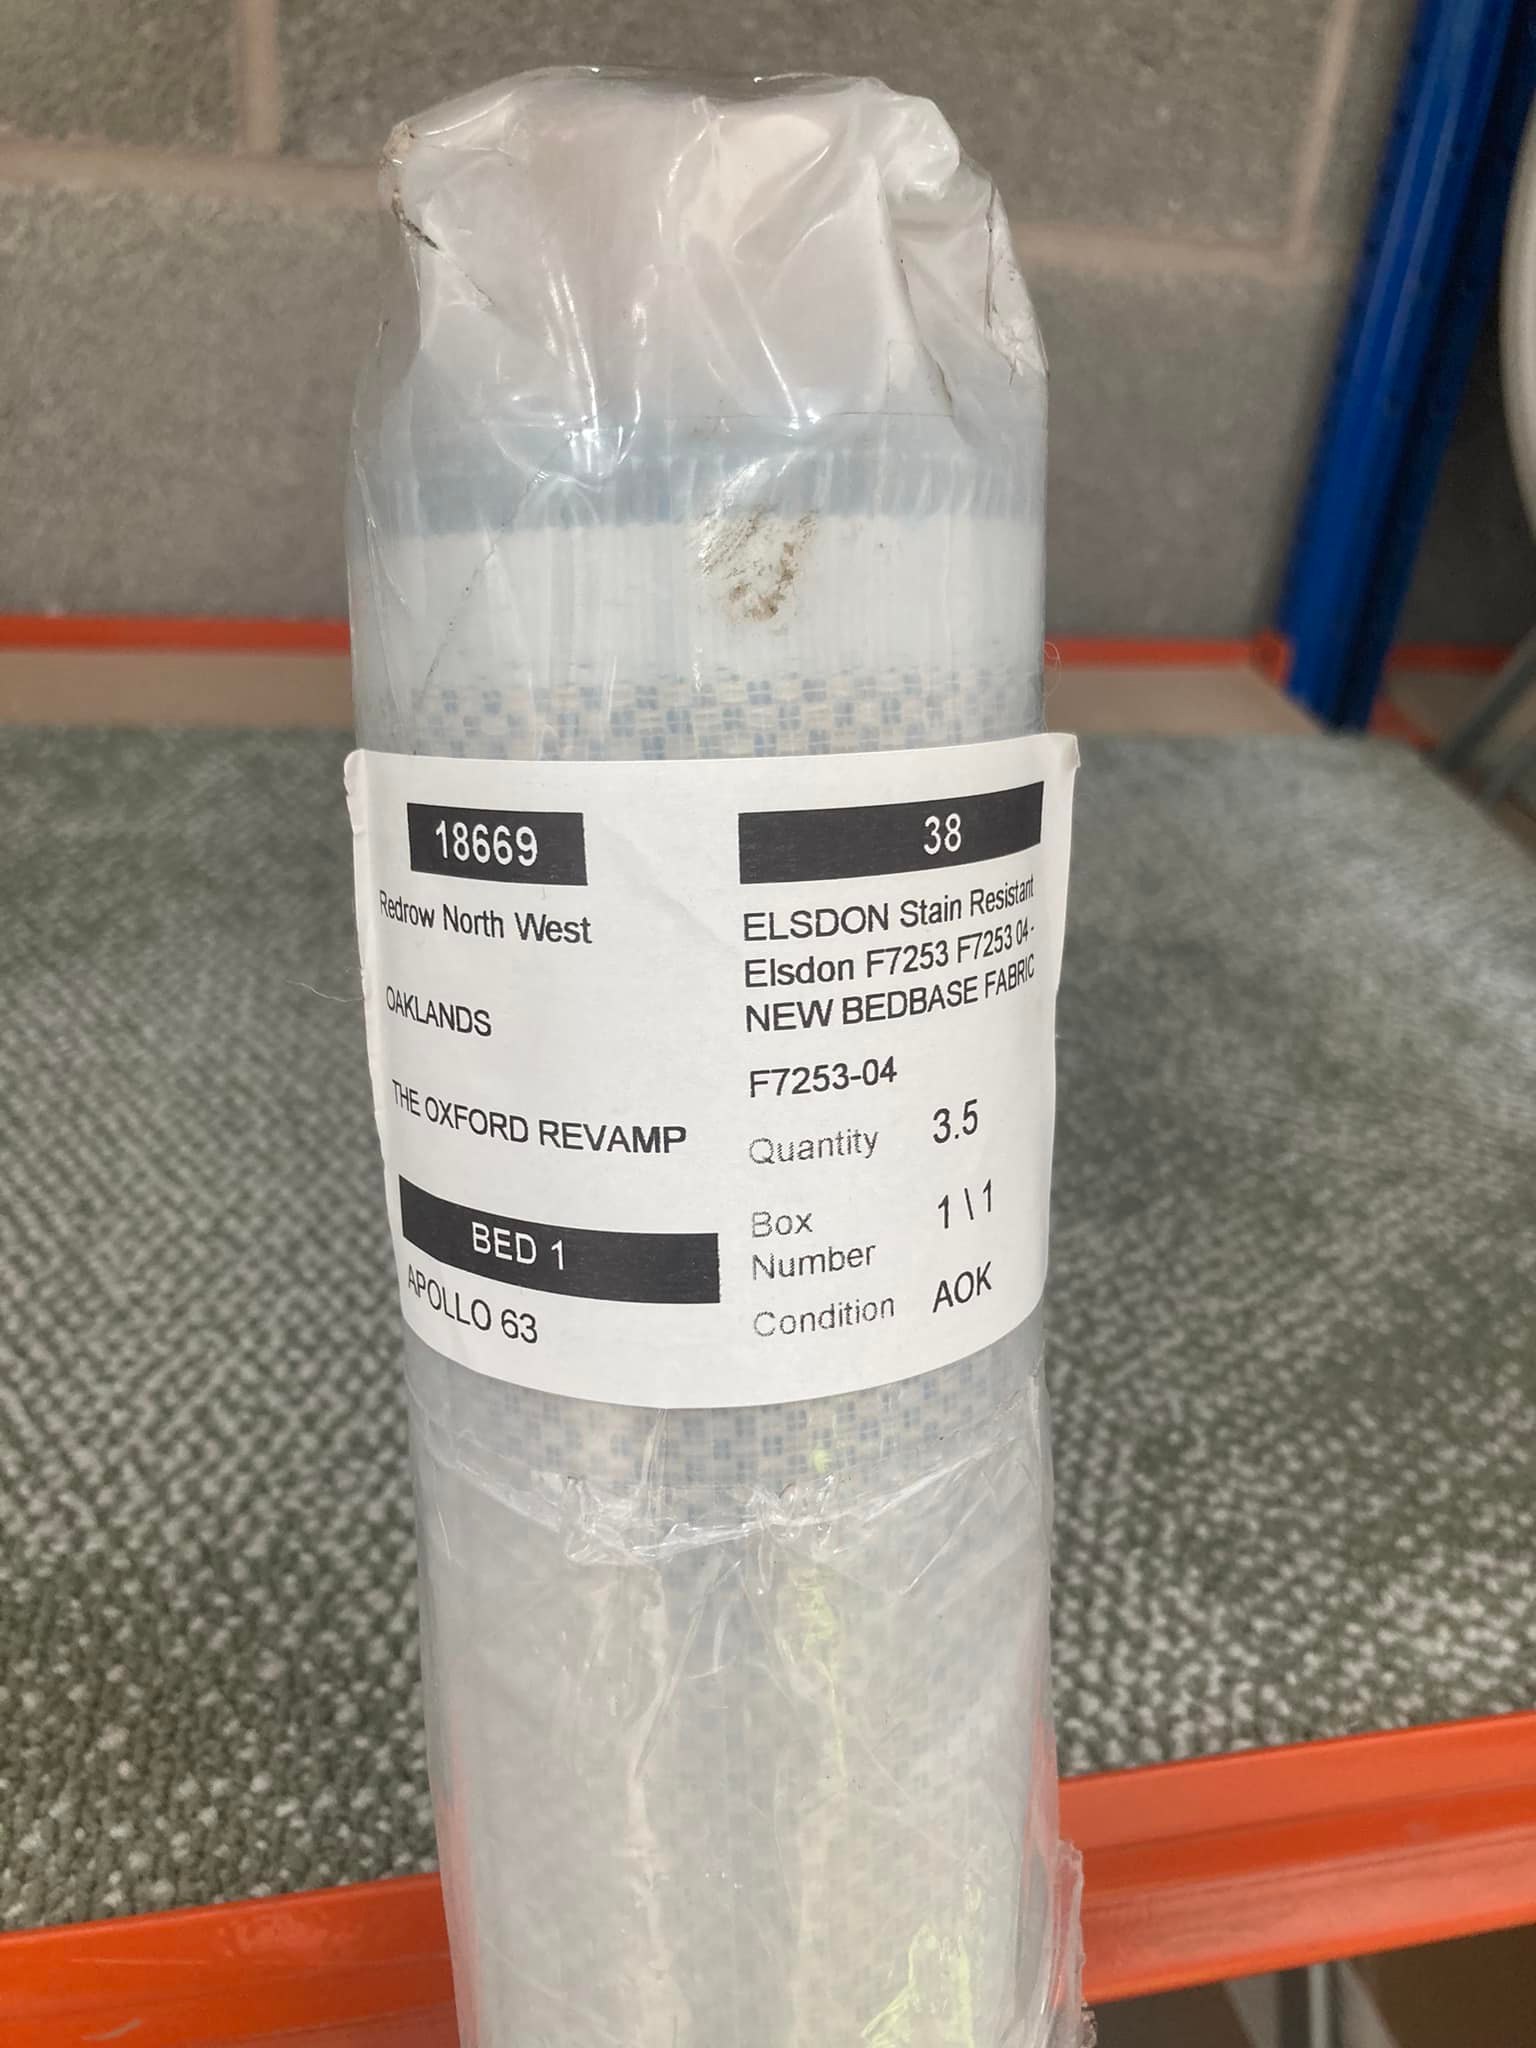 18669
Redrow North West
OAKLANDS
THE OXFORD REVAMP
BED 1
APOLLO 63
38
ELSDON Stain Resistant
Elsdon F7253 F7253 04 -
NEW BEDBASE FABRIC
F7253-04
Quantity 3.5
Box 1 \ 1
Number
Condition AOK